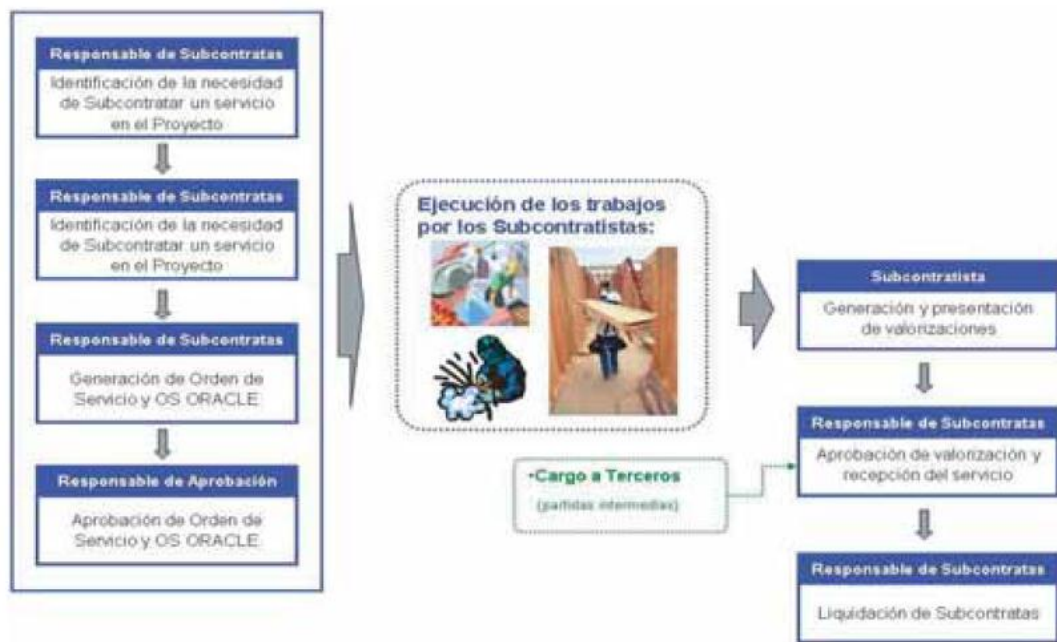 Responsable de Subcontratas
Identificación de la necesidad
de Subcontratar un servicio
en el Proyecto
Responsable de Subcontratas
Identificación de la necesidad
de Subcontratar un servicio
en el Proyecto
Responsable de Subcontratas
Generación de Orden de
Servicio y OS ORACLE
Responsable de Aprobación
Aprobación de Orden de
Servicio y OS ORACLE
Ejecución de los trabajos
por los Subcontratistas:
•Cargo a Terceros
(partidas intermedias)
Subcontratista
Generación y presentación
de valorizaciones
Responsable de Subcontratas
Aprobación de valorización y
recepción del servicio
Responsable de Subcontratas
Liquidación de Subcontratas